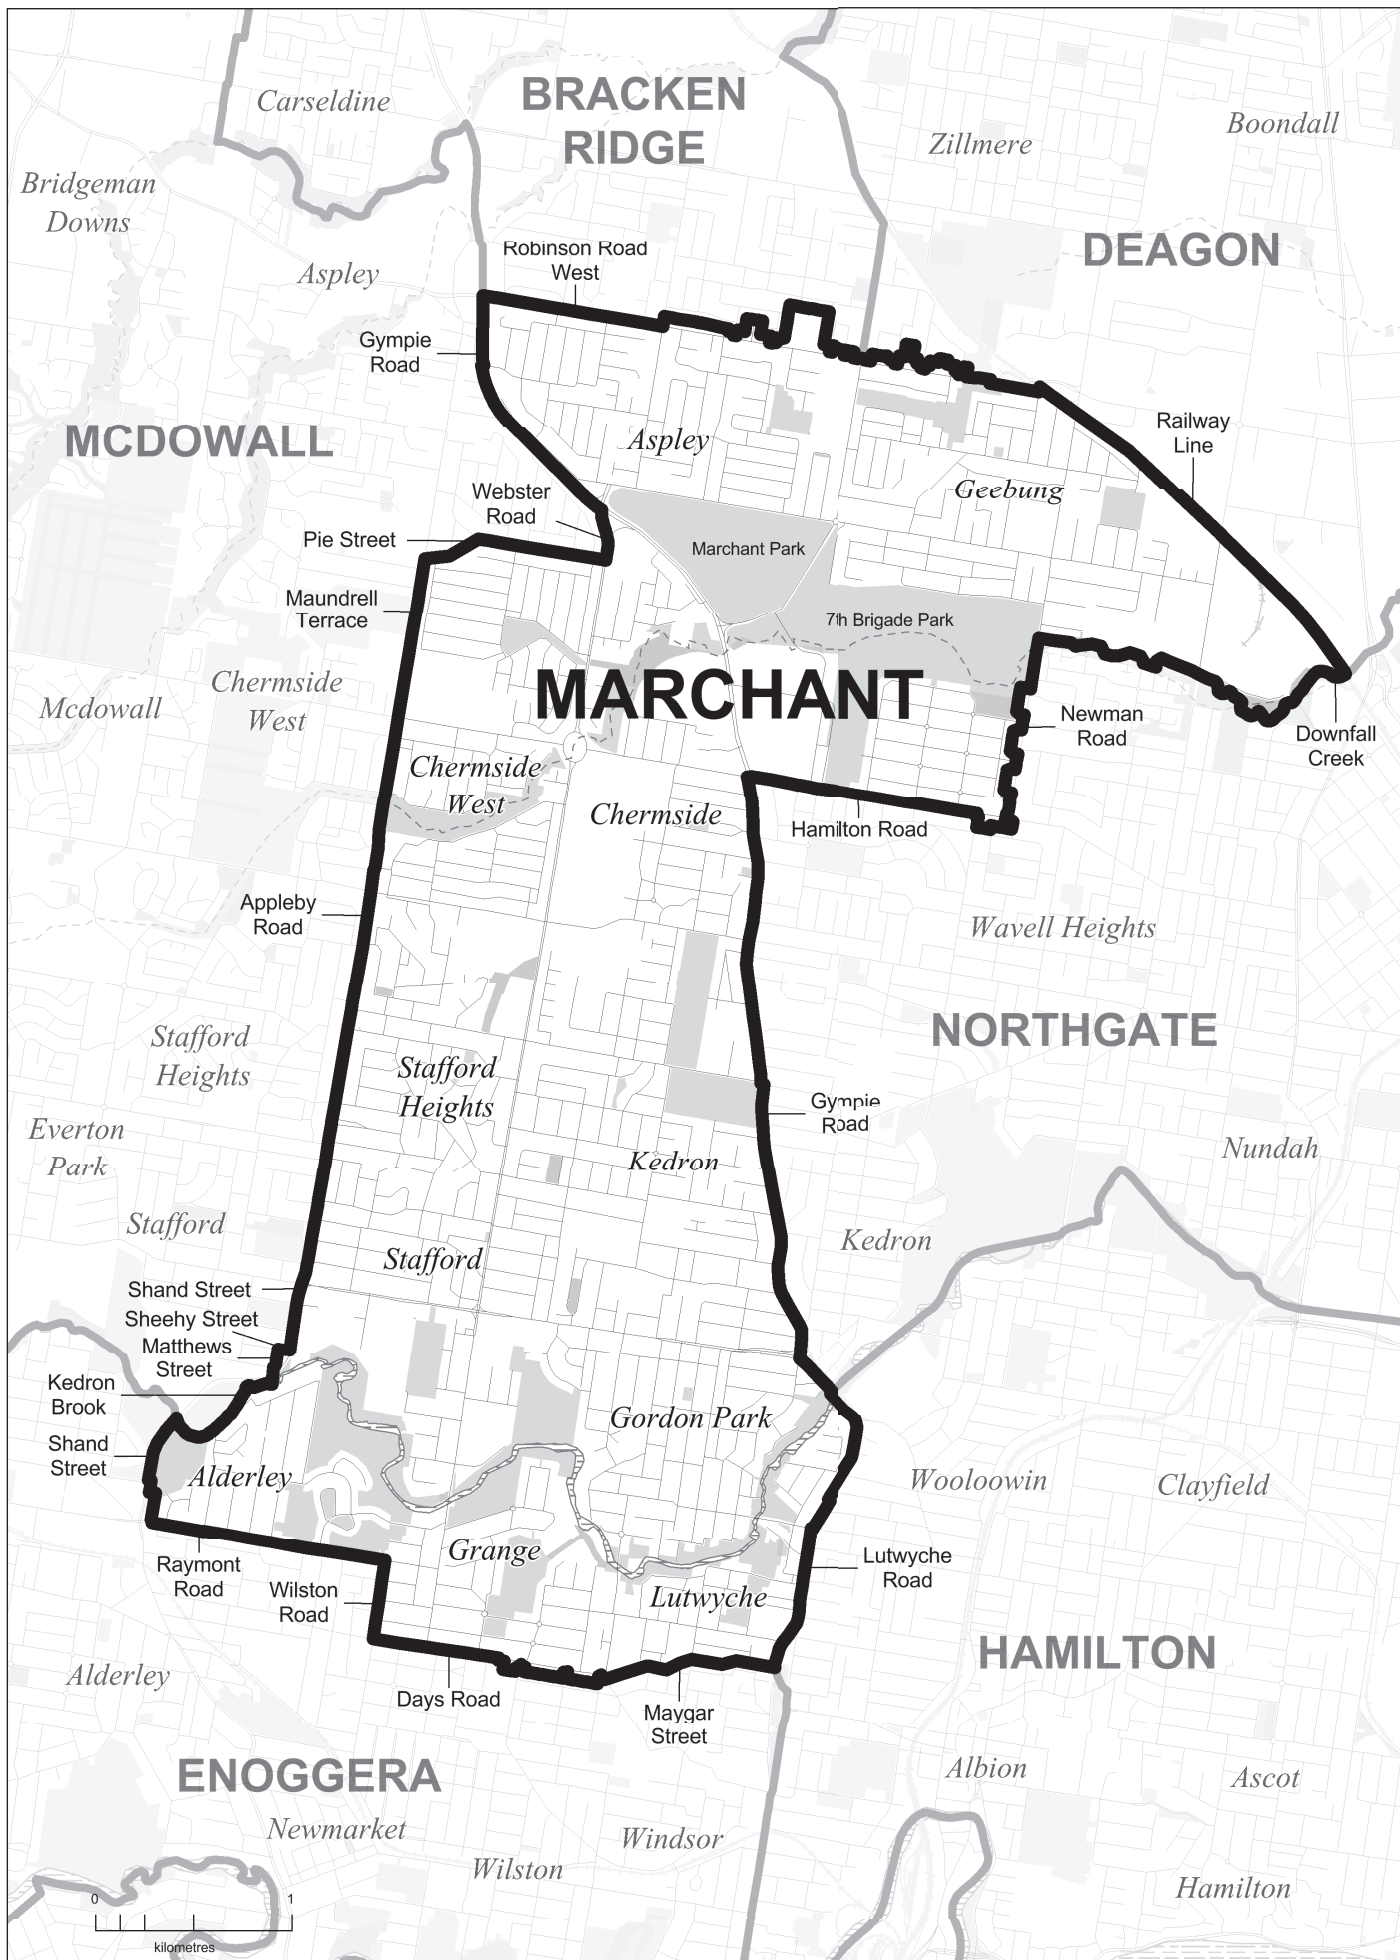 BRACKEN
RIDGE
Carseldine
Boondall
Zillmere
Bridgeman
Downs
DEAGON
Aspley
Robinson Road
West
Gympie
Road
MCDOWALL
Aspley
Railway
Line
Geebung
Webster
Road
Pie Street
Marchant Park
Maundrell
Terrace
7th Brigade Park
MARCHANT
Chermside
West
Mcdowall
Newman
Road
Downfall
Creek
Chermside
West
Chermside
Hamilton Road
Appleby
Road
Wavell Heights
NORTHGATE
Stafford
Heights
Stafford
Heights
Gympie
Road
Everton
Park
Nundah
Kedron
Stafford
Kedron
Stafford
Shand Street
Sheehy Street
Matthews
Street
Kedron
Brook
Gordon Park
Shand
Street
Alderley
Wooloowin
Clayfield
Grange
Lutwyche
Road
Raymont
Road
Wilston
Road
Lutwyche
HAMILTON
Alderley
Days Road
Maygar
Street
ENOGGERA
Albion
Ascot
Newmarket
Windsor
Wilston
Hamilton
0 1
kilometres